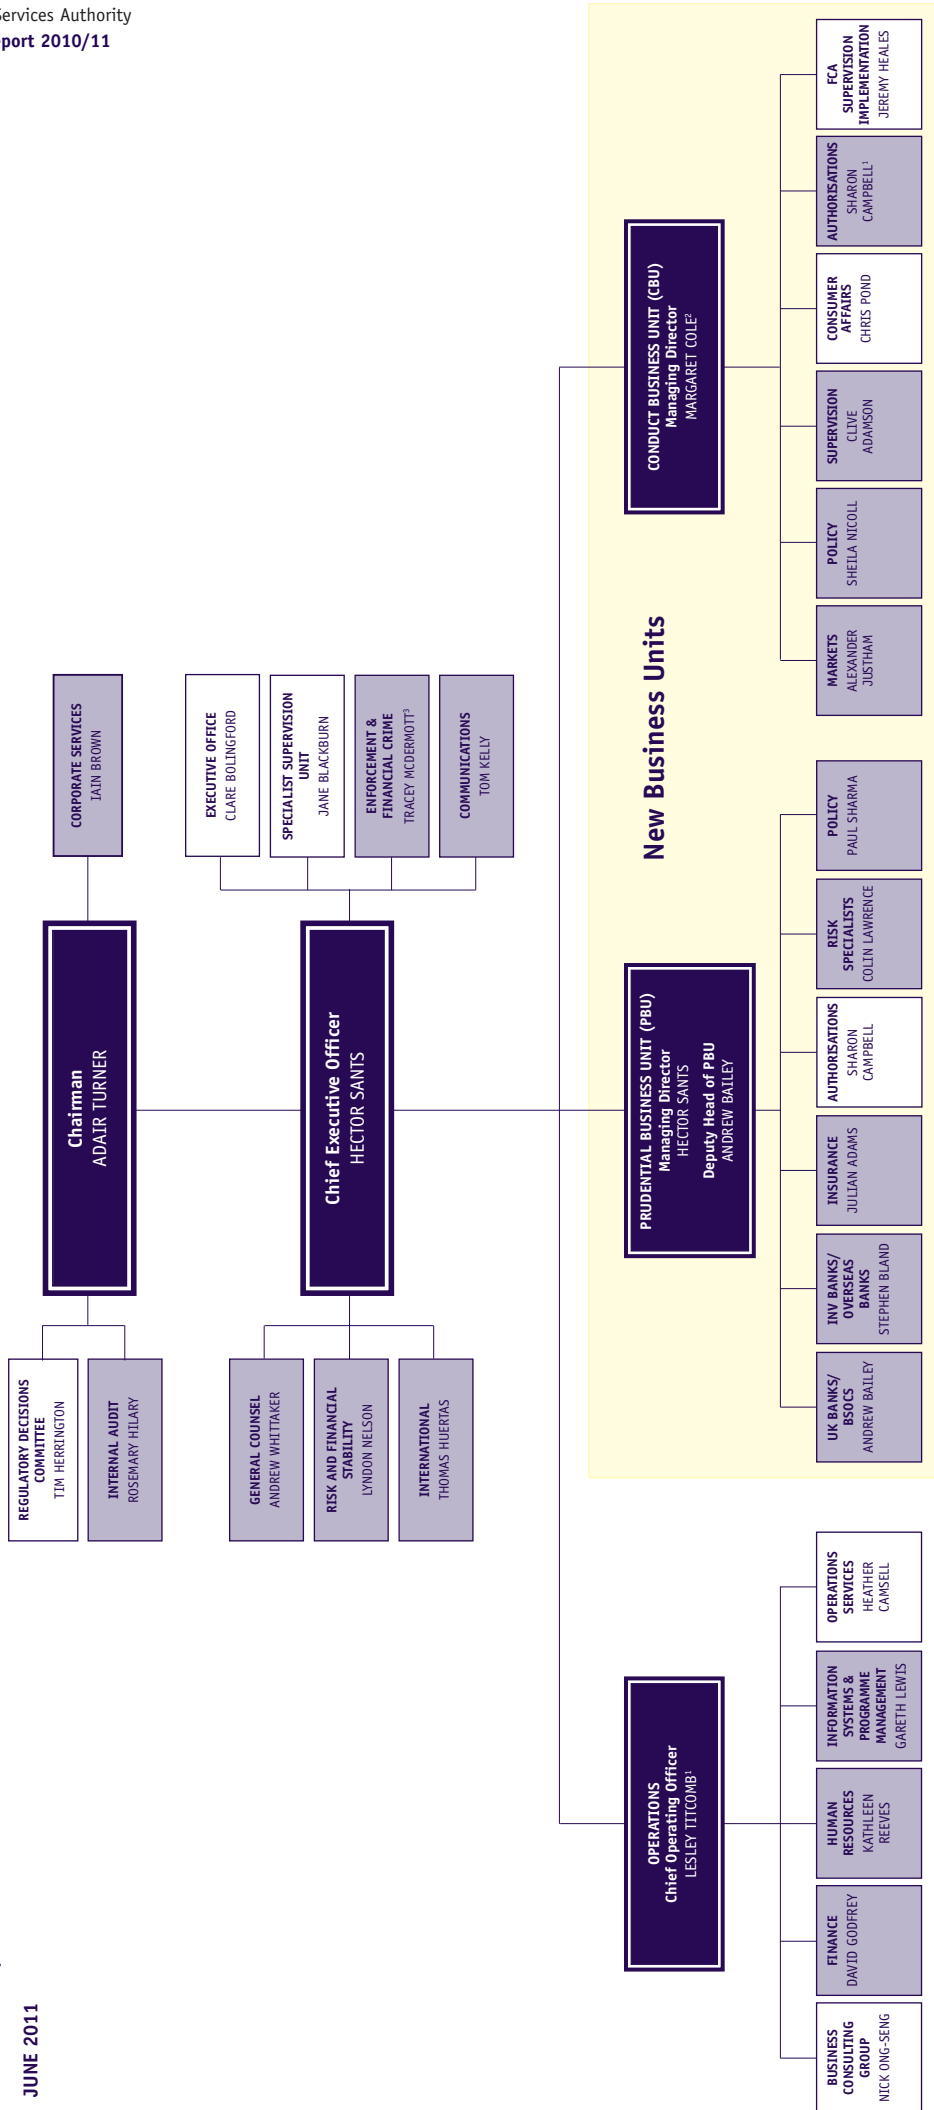 Services Authority
port 2010/11
JUNE 2011
Chairman
ADAIR TURNER
REGULATORY DECISIONS
COMMITTEE
TIM HERRINGTON
INTERNAL AUDIT
ROSEMARY HILARY
CORPORATE SERVICES
IAIN BROWN
Chief Executive Officer
HECTOR SANTS
GENERAL COUNSEL
ANDREW WHITTAKER
RISK AND FINANCIAL
STABILITY
LYNDON NELSON
INTERNATIONAL
THOMAS HUERTAS
EXECUTIVE OFFICE
CLARE BOLINGFORD
SPECIALIST SUPERVISION
UNIT
JANE BLACKBURN
ENFORCEMENT &
FINANCIAL CRIME
TRACEY MCDERMOTT³
COMMUNICATIONS
TOM KELLY
OPERATIONS
Chief Operating Officer
LESLEY TITCOMB¹
BUSINESS
CONSULTING
GROUP
NICK ONG-SENG
FINANCE
DAVID GODFREY
HUMAN
RESOURCES
KATHLEEN
REEVES
INFORMATION
SYSTEMS &
PROGRAMME
MANAGEMENT
GARETH LEWIS
OPERATIONS
SERVICES
HEATHER
CAMSELL
New Business Units
PRUDENTIAL BUSINESS UNIT (PBU)
Managing Director
HECTOR SANTS
Deputy Head of PBU
ANDREW BAILEY
UK BANKS/
BSOCS
ANDREW BAILEY
INV BANKS/
OVERSEAS
BANKS
STEPHEN BLAND
INSURANCE
JULIAN ADAMS
AUTHORISATIONS
SHARON
CAMPBELL
RISK
SPECIALISTS
COLIN LAWRENCE
POLICY
PAUL SHARMA
CONDUCT BUSINESS UNIT (CBU)
Managing Director
MARGARET COLE²
MARKETS
ALEXANDER
JUSTHAM
POLICY
SHEILA NICOLL
SUPERVISION
CLIVE
ADAMSON
CONSUMER
AFFAIRS
CHRIS POND
AUTHORISATIONS
SHARON
CAMPBELL¹
FCA
SUPERVISION
IMPLEMENTATION
JEREMY HEALES